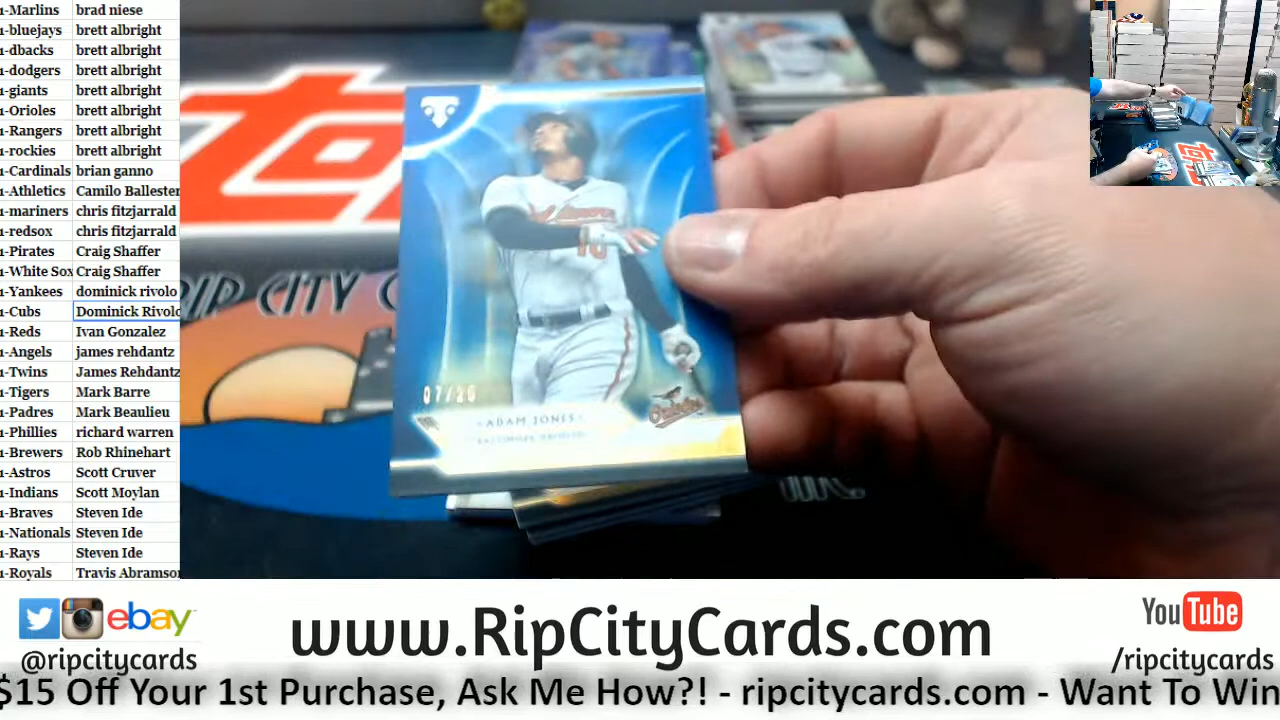 1-Marlins brad niese
1-bluejays brett albright
1-dbacks brett albright
1-dodgers brett albright
1-giants brett albright
1-Orioles brett albright
1-Rangers brett albright
1-rockies brett albright
1-Cardinals brian ganno
1-Athletics Camilo Ballester
1-mariners chris fitzjarrald
1-redsox chris fitzjarrald
1-Pirates Craig Shaffer
1-White Sox Craig Shaffer
1-Yankees dominick rivolo
1-Cubs Dominick Rivolo
1-Reds Ivan Gonzalez
1-Angels james rehdantz
1-Twins James Rehdantz
1-Tigers Mark Barre
1-Padres Mark Beaulieu
1-Phillies richard warren
1-Brewers Rob Rhinehart
1-Astros Scott Cruver
1-Indians Scott Moylan
1-Braves Steven Ide
1-Nationals Steven Ide
1-Rays Steven Ide
1-Royals Travis Abramson
RIP CITY C
10
07/25
ADAM JONES
Orioles
ebay
@ripcitycards
www.RipCityCards.com
YouTube
/ripcitycards
$15 Off Your 1st Purchase, Ask Me How?! - ripcitycards.com - Want To Win